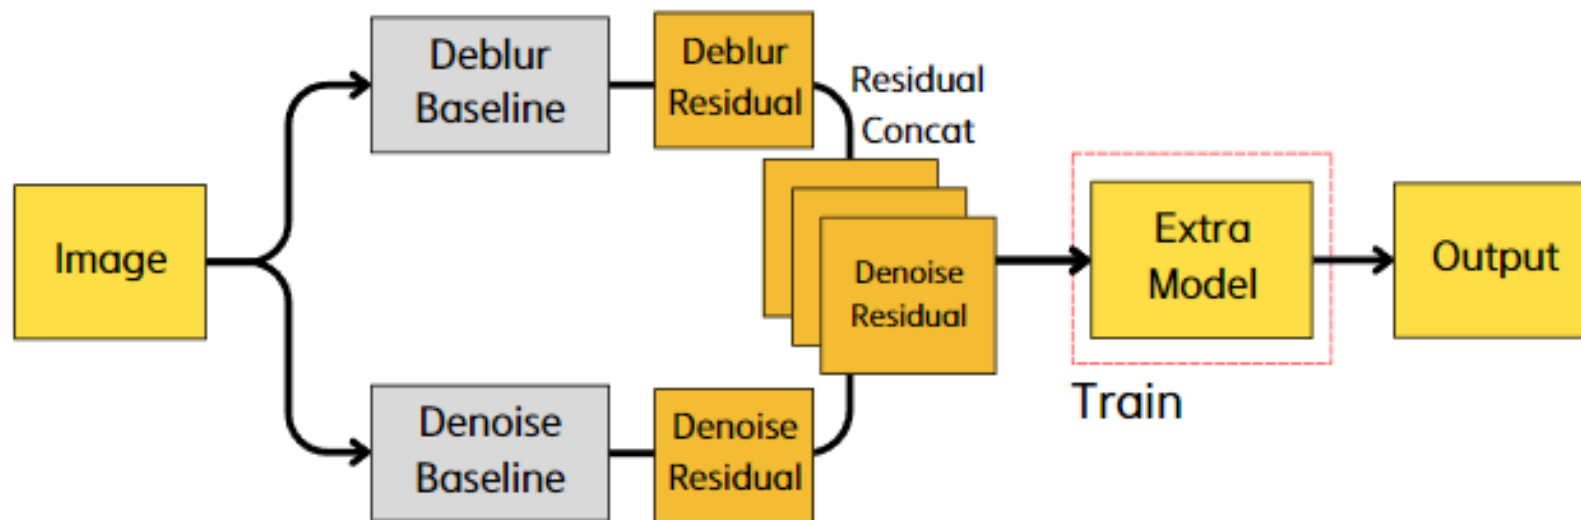 Image
Deblur
Baseline
Deblur
Residual
Residual
Concat
Denoise
Residual
Denoise
Baseline
Denoise
Residual
Extra
Model
Train
Output